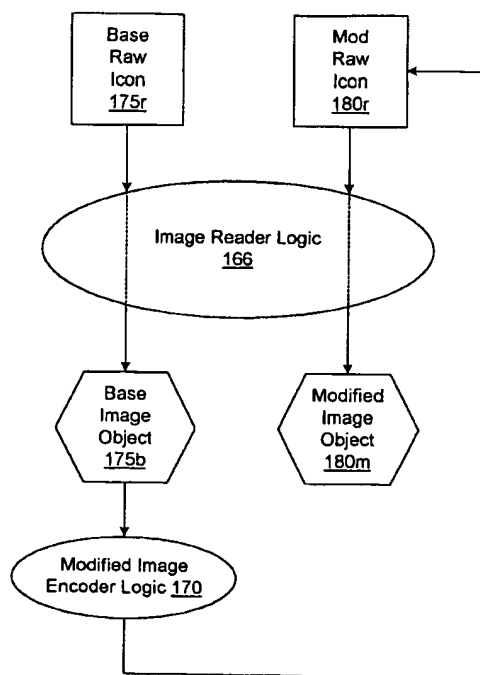 Base
Raw
Icon
175r
Mod
Raw
Icon
180r
Image Reader Logic
166
Base
Image
Object
175b
Modified
Image
Object
180m
Modified Image
Encoder Logic 170